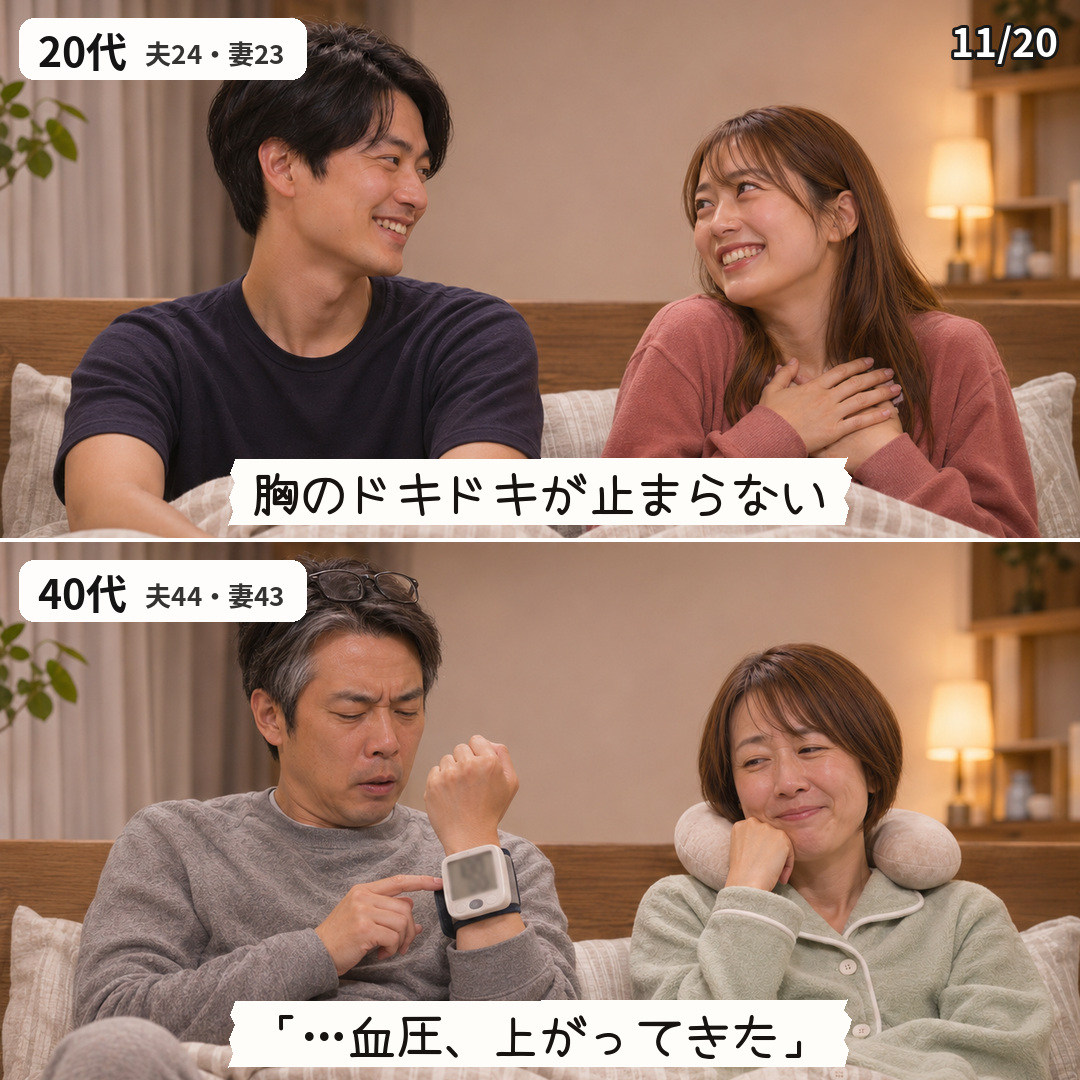 20代 夫24・妻23
11/20
胸のドキドキが止まらない
40代 夫44・妻43
「…血圧、上がってきた」